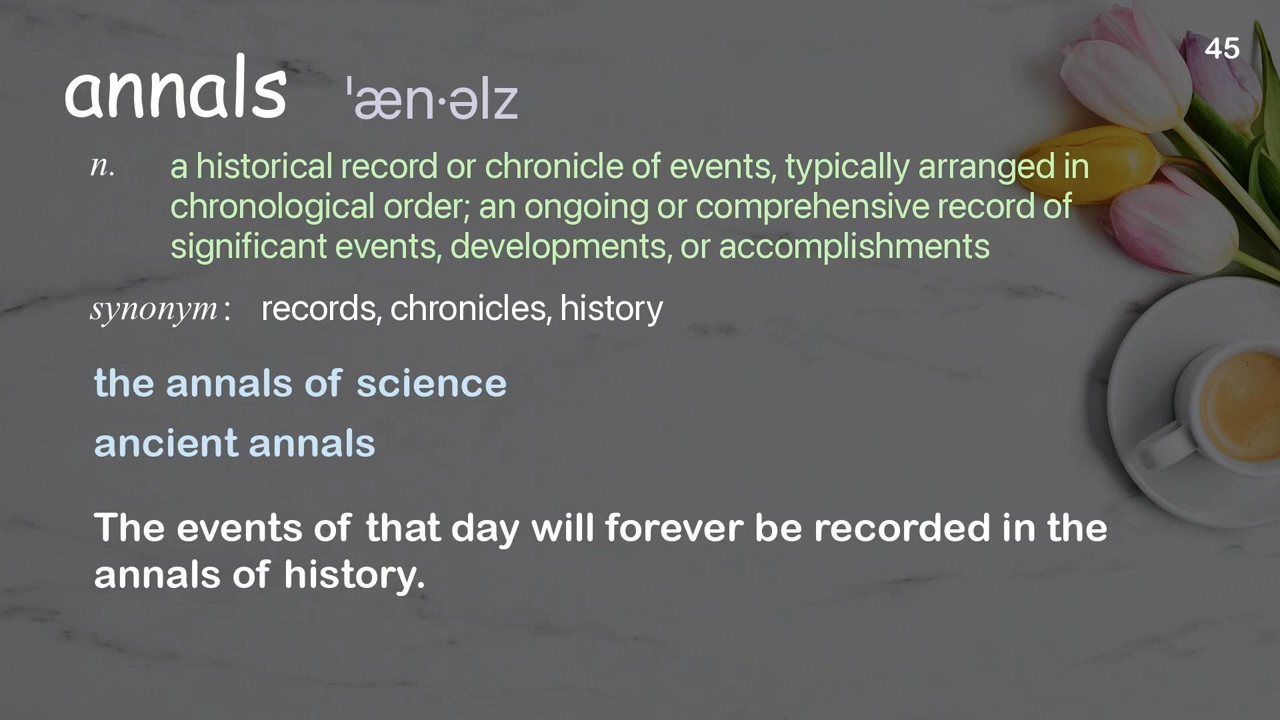 45
annals ˈæn·əlz
n. a historical record or chronicle of events, typically arranged in
chronological order; an ongoing or comprehensive record of
significant events, developments, or accomplishments
synonym: records, chronicles, history
the annals of science
ancient annals
The events of that day will forever be recorded in the
annals of history.